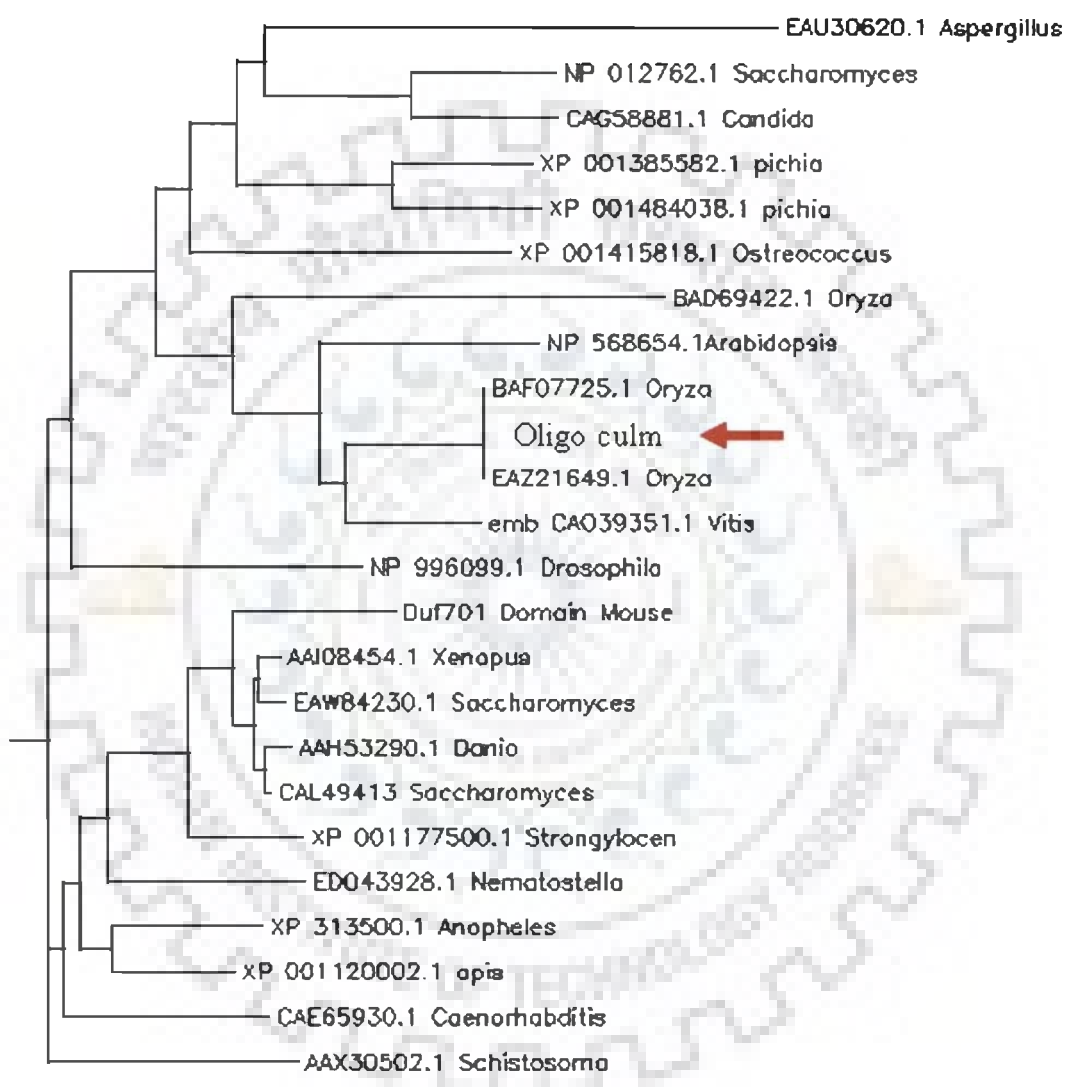 EAU30620.1 Aspergillus
NP 012762.1 Saccharomyces
CAG58881.1 Candida
XP 001385582.1 pichia
XP 001484038.1 pichia
XP 001415818.1 Ostreococcus
BAD69422.1 Oryza
NP 568654.1Arabidopsis
BAF07725.1 Oryza
Oligo culm
EAZ21649.1 Oryza
emb CAO39351.1 Vitis
NP 996099.1 Drosophila
Duf701 Domain Mouse
AAI08454.1 Xenopus
EAW84230.1 Saccharomyces
AAH53290.1 Danio
CAL49413 Saccharomyces
XP 001177500.1 Strongylocen
EDO43928.1 Nematostella
XP 313500.1 Anopheles
XP 001120002.1 apis
CAE65930.1 Caenorhabditis
AAX30502.1 Schistosoma